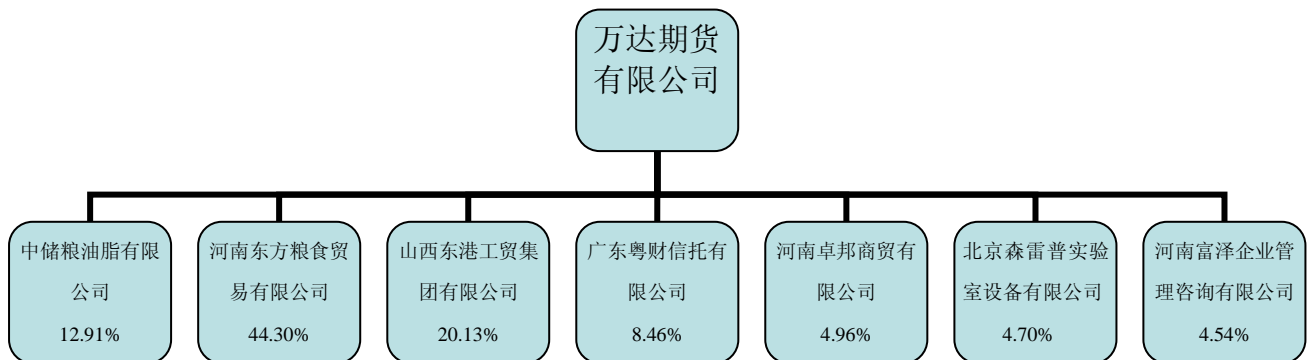 万达期货
有限公司
中储粮油脂有限
公司
12.91%
河南东方粮食贸
易有限公司
44.30%
山西东港工贸集
团有限公司
20.13%
广东粤财信托有
限公司
8.46%
河南卓邦商贸有
限公司
4.96%
北京森雷普实验
室设备有限公司
4.70%
河南富泽企业管
理咨询有限公司
4.54%